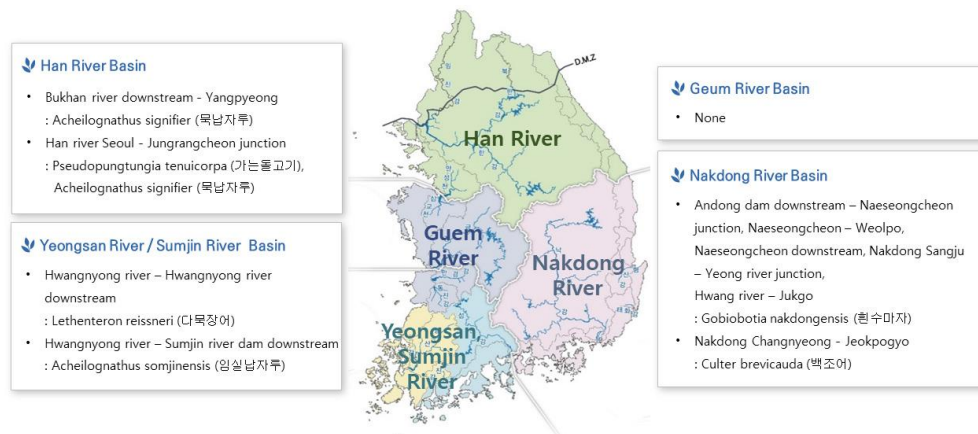 Han River Basin
• Bukhan river downstream - Yangpyeong
: Acheilognathus signifier (묵납자루)
• Han river Seoul - Jungrangcheon junction
: Pseudopungtungia tenuicorpa (가는돌고기),
Acheilognathus signifier (묵납자루)
Yeongsan River / Sumjin River Basin
• Hwangnyong river – Hwangnyong river
downstream
: Lethenteron reissneri (다묵장어)
• Hwangnyong river – Sumjin river dam downstream
: Acheilognathus somjinensis (임실납자루)
D.M.Z
Han River
Guem
River
Nakdong
River
Yeongsan,
Sumjin
River
Geum River Basin
• None
Nakdong River Basin
• Andong dam downstream – Naeseongcheon
junction, Naeseongcheon – Weolpo,
Naeseongcheon downstream, Nakdong Sangju
– Yeong river junction,
Hwang river – Jukgo
: Gobiobotia nakdongensis (흰수마자)
• Nakdong Changnyeong - Jeokpogyo
: Culter brevicauda (백조어)